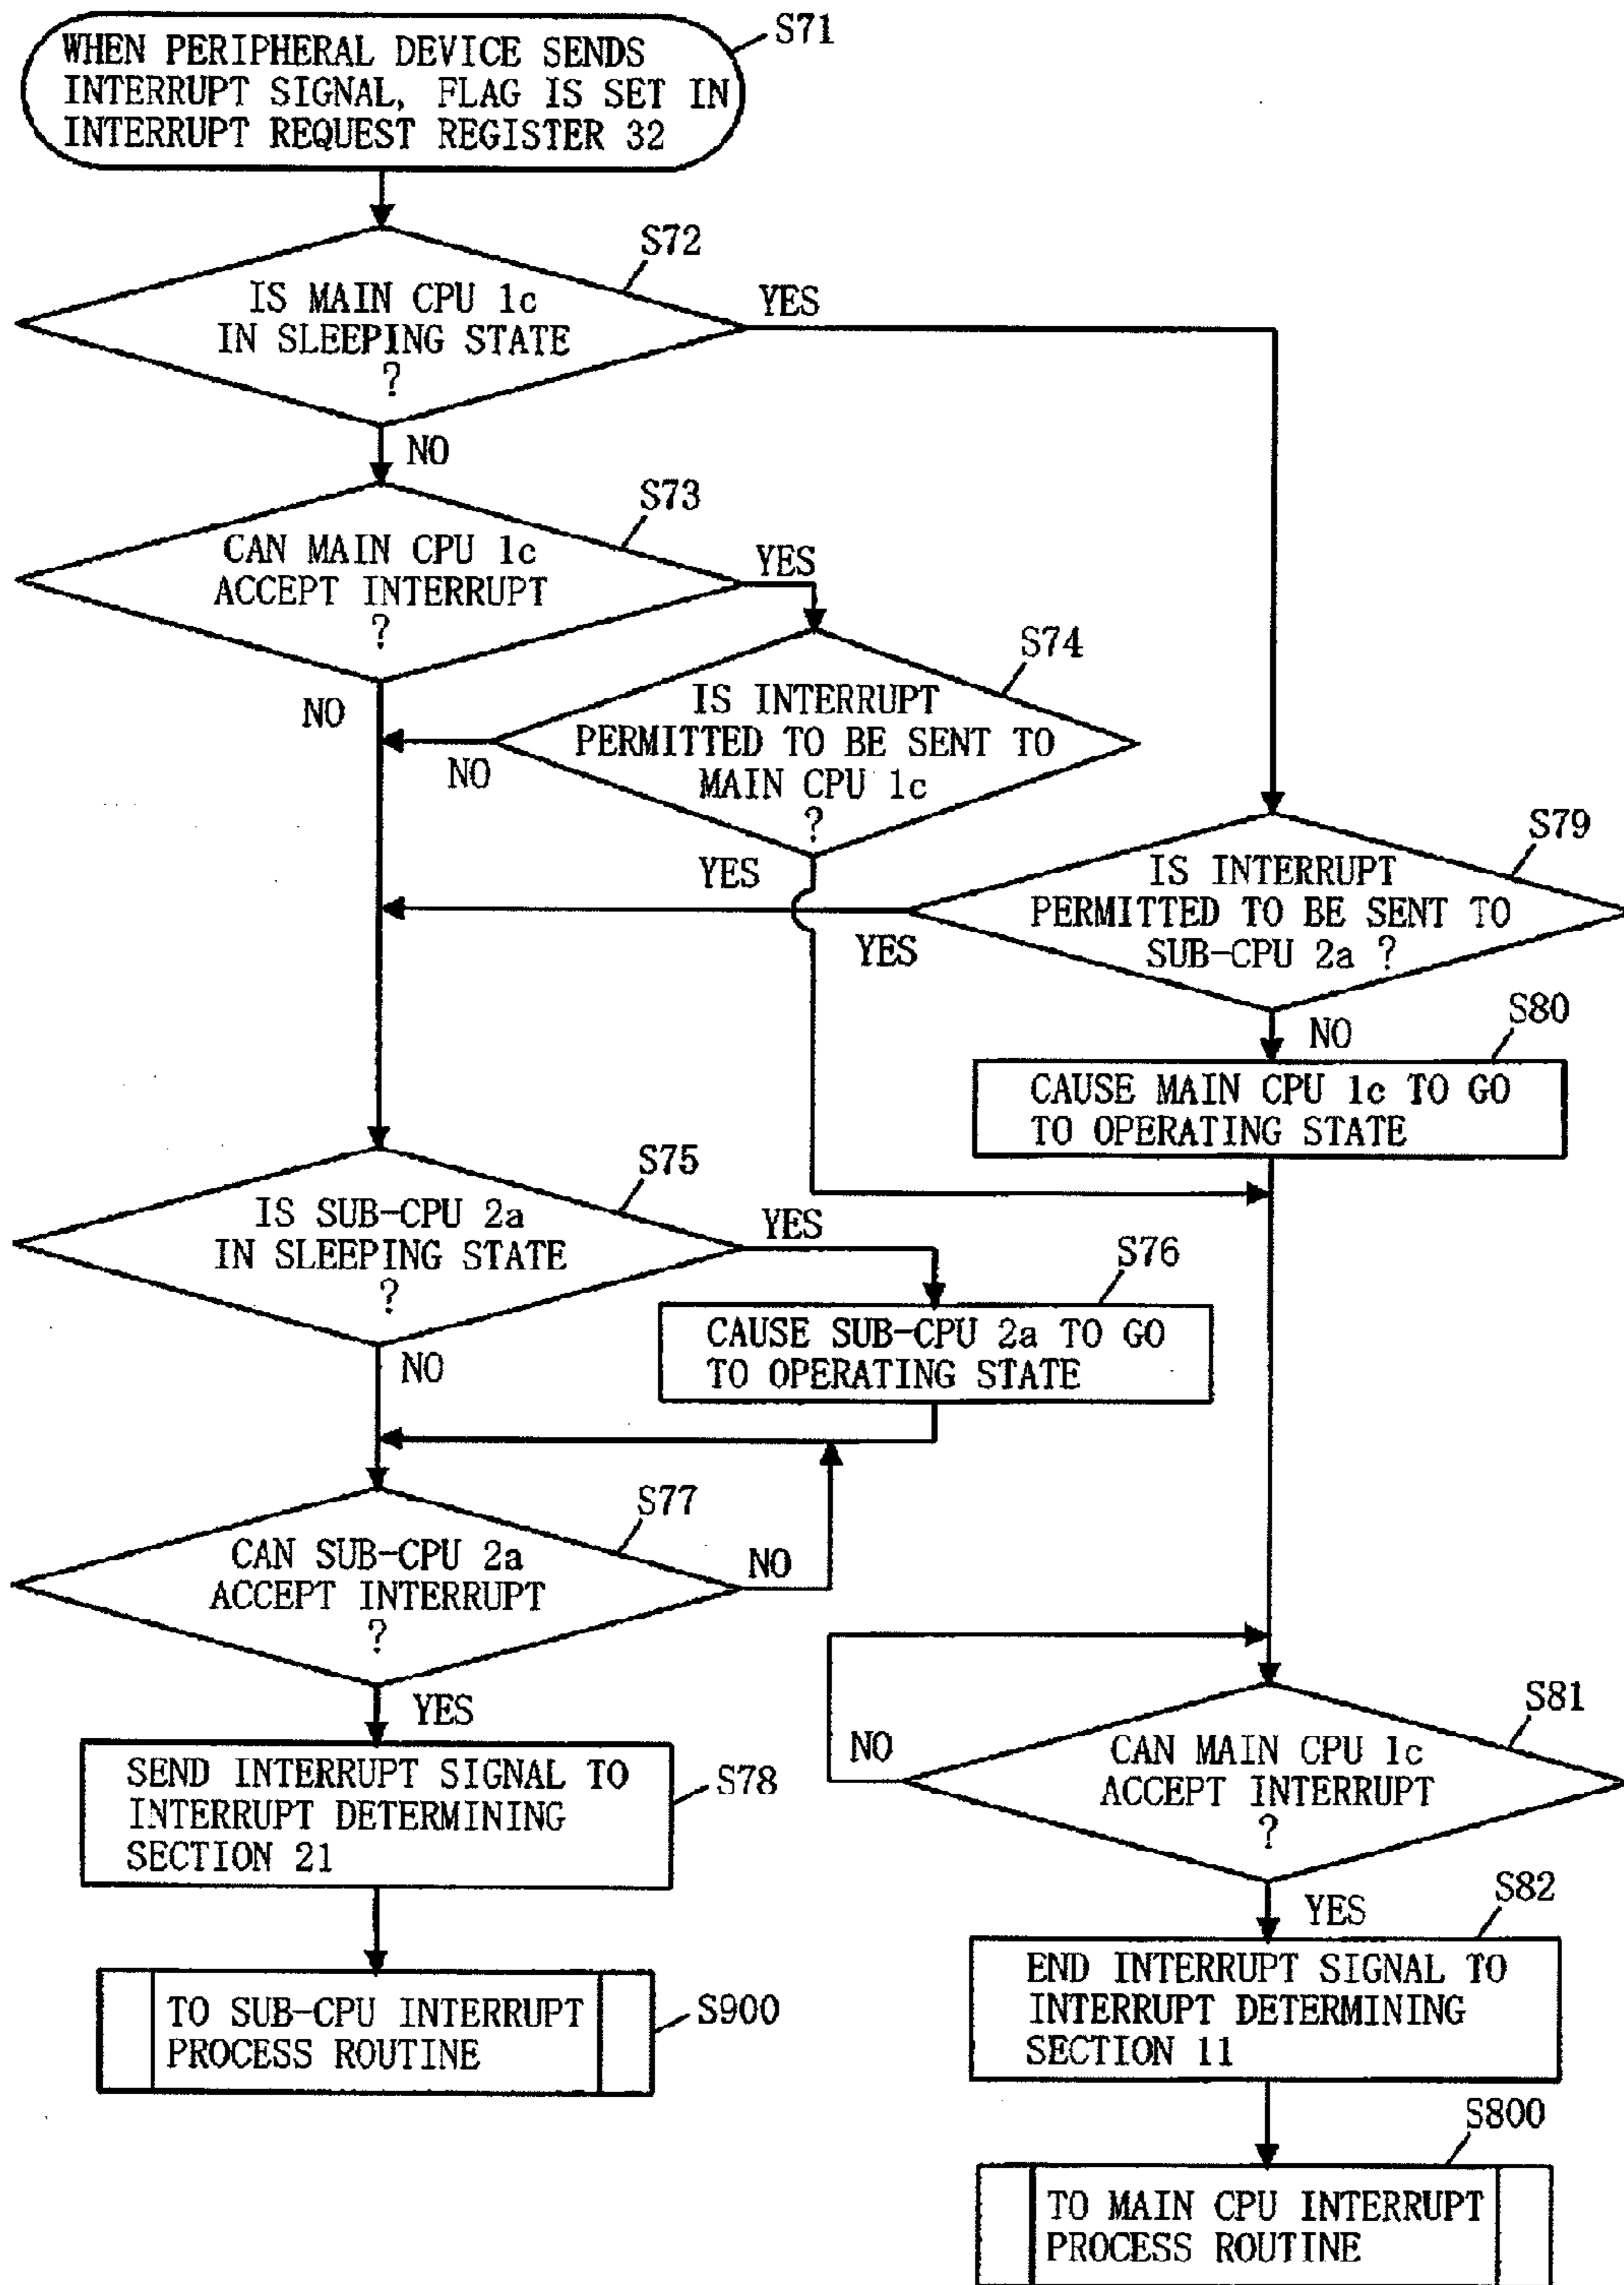 S71
WHEN PERIPHERAL DEVICE SENDS
INTERRUPT SIGNAL, FLAG IS SET IN
INTERRUPT REQUEST REGISTER 32
S72
IS MAIN CPU 1c
IN SLEEPING STATE
?
YES
NO
S73
CAN MAIN CPU 1c
ACCEPT INTERRUPT
?
YES
NO
S74
IS INTERRUPT
PERMITTED TO BE SENT TO
MAIN CPU 1c
?
NO
YES
S79
IS INTERRUPT
PERMITTED TO BE SENT TO
SUB-CPU 2a ?
YES
NO
S80
CAUSE MAIN CPU 1c TO GO
TO OPERATING STATE
S75
IS SUB-CPU 2a
IN SLEEPING STATE
?
YES
NO
S76
CAUSE SUB-CPU 2a TO GO
TO OPERATING STATE
S77
CAN SUB-CPU 2a
ACCEPT INTERRUPT
?
NO
YES
S78
SEND INTERRUPT SIGNAL TO
INTERRUPT DETERMINING
SECTION 21
S900
TO SUB-CPU INTERRUPT
PROCESS ROUTINE
S81
CAN MAIN CPU 1c
ACCEPT INTERRUPT
?
NO
YES
S82
END INTERRUPT SIGNAL TO
INTERRUPT DETERMINING
SECTION 11
S800
TO MAIN CPU INTERRUPT
PROCESS ROUTINE